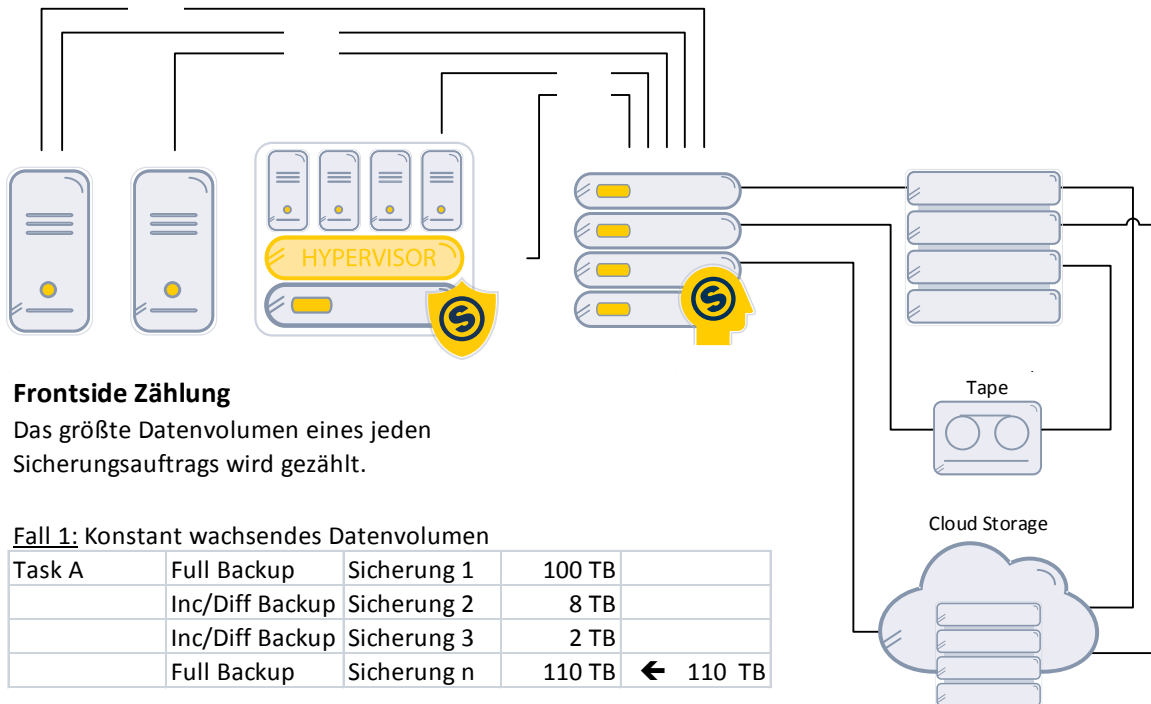 HYPERVISOR
Frontside Zählung
Das größte Datenvolumen eines jeden
Sicherungsauftrags wird gezählt.
Tape
Cloud Storage
Fall 1: Konstant wachsendes Datenvolumen
Task A Full Backup Sicherung 1 100 TB
Inc/Diff Backup Sicherung 2 8 TB
Inc/Diff Backup Sicherung 3 2 TB
Full Backup Sicherung n 110 TB ← 110 TB